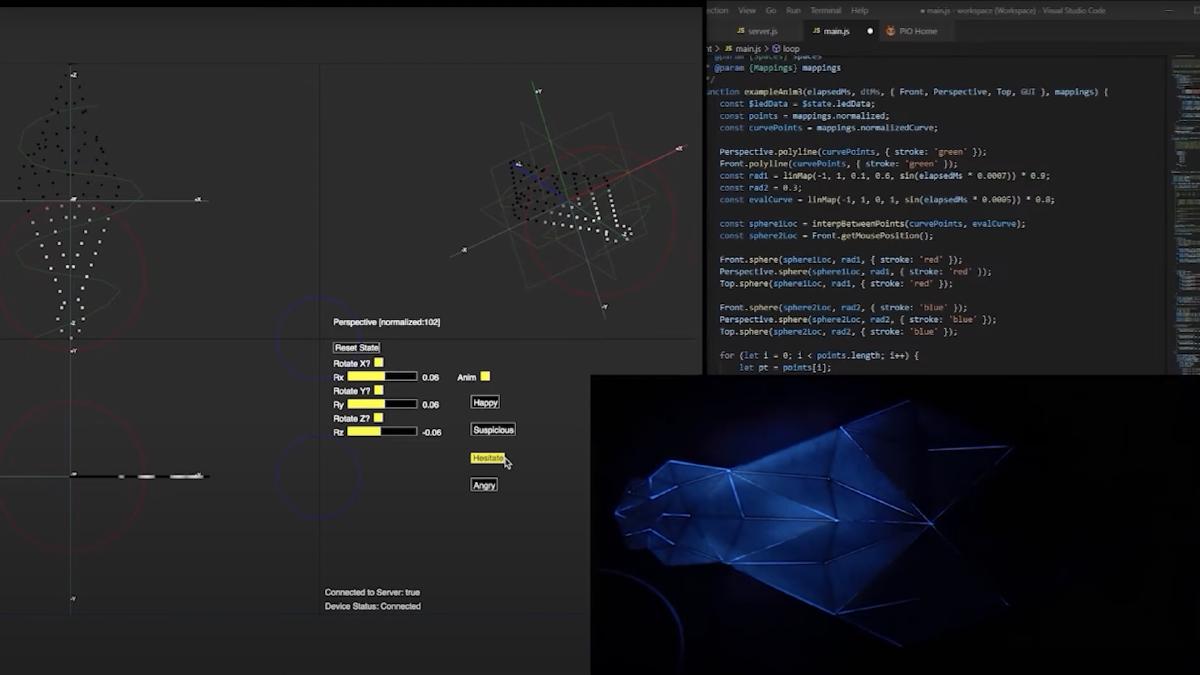 +Z
+X
+Y
+X
-X
-Y
Perspective [normalized:102]
Reset State
Rotate X?
Rx 0.06
Rotate Y?
Ry 0.06
Rotate Z?
Rz -0.06
Anim
Happy
Suspicious
Hesitate
Angry
Connected to Server: true
Device Status: Connected
ection View Go Run Terminal Help
● main.js - workspace (Workspace) - Visual Studio Code
JS server.js JS main.js ● PIO Home
nt > JS main.js > loop
* @param {Spaces} spaces
* @param {Mappings} mappings
*/
unction exampleAnim3(elapsedMs, dtMs, { Front, Perspective, Top, GUI }, mappings) {
const $ledData = $state.ledData;
const points = mappings.normalized;
const curvePoints = mappings.normalizedCurve;
Perspective.polyline(curvePoints, { stroke: 'green' });
Front.polyline(curvePoints, { stroke: 'green' });
const rad1 = linMap(-1, 1, 0.1, 0.6, sin(elapsedMs * 0.0007)) * 0.9;
const rad2 = 0.3;
const evalCurve = linMap(-1, 1, 0, 1, sin(elapsedMs * 0.0005)) * 0.8;
const sphere1Loc = interpBetweenPoints(curvePoints, evalCurve);
const sphere2Loc = Front.getMousePosition();
Front.sphere(sphere1Loc, rad1, { stroke: 'red' });
Perspective.sphere(sphere1Loc, rad1, { stroke: 'red' });
Top.sphere(sphere1Loc, rad1, { stroke: 'red' });
Front.sphere(sphere2Loc, rad2, { stroke: 'blue' });
Perspective.sphere(sphere2Loc, rad2, { stroke: 'blue' });
Top.sphere(sphere2Loc, rad2, { stroke: 'blue' });
for (let i = 0; i < points.length; i++) {
let pt = points[i];